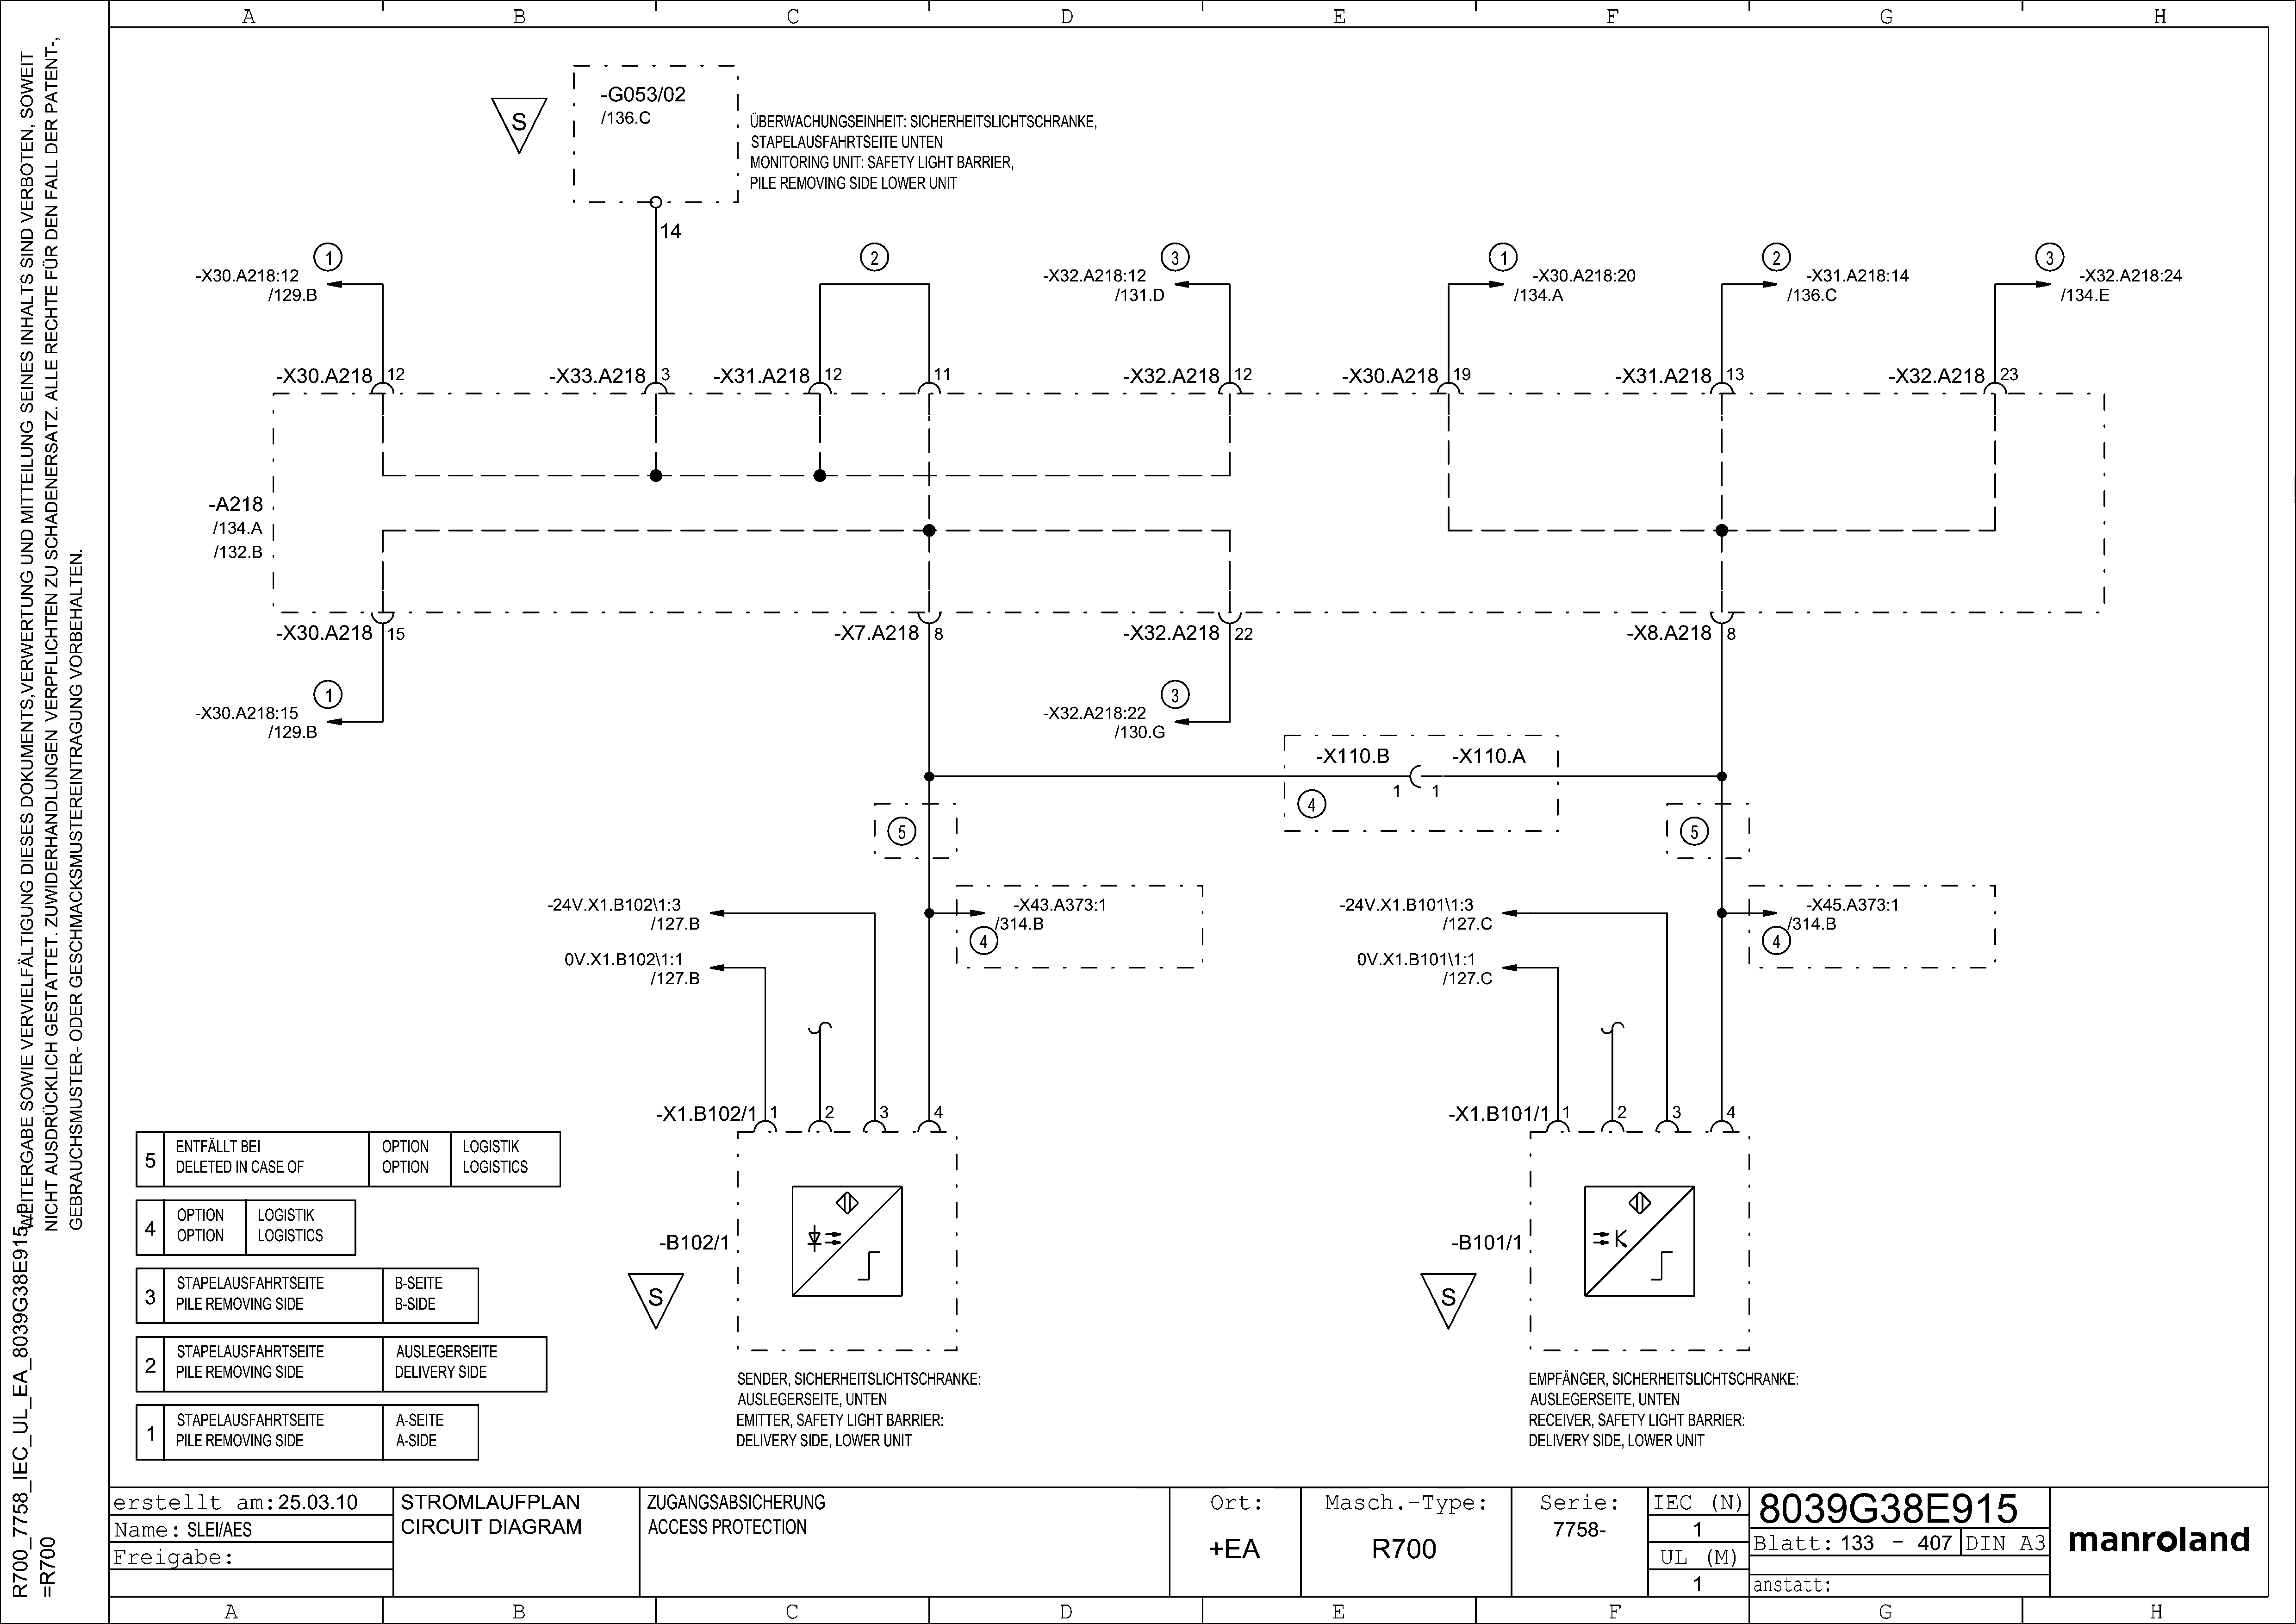 A B C D E F G H
WEITERGABE SOWIE VERVIELFÄLTIGUNG DIESES DOKUMENTS,VERWERTUNG UND MITTEILUNG SEINES INHALTS SIND VERBOTEN, SOWEIT
NICHT AUSDRÜCKLICH GESTATTET. ZUWIDERHANDLUNGEN VERPFLICHTEN ZU SCHADENERSATZ. ALLE RECHTE FÜR DEN FALL DER PATENT-,
GEBRAUCHSMUSTER- ODER GESCHMACKSMUSTEREINTRAGUNG VORBEHALTEN.
-G053/02
/136.C
S
ÜBERWACHUNGSEINHEIT: SICHERHEITSLICHTSCHRANKE,
STAPELAUSFAHRTSEITE UNTEN
MONITORING UNIT: SAFETY LIGHT BARRIER,
PILE REMOVING SIDE LOWER UNIT
14
1 2 3 1 2 3
-X30.A218:12
/129.B
-X32.A218:12
/131.D
-X30.A218:20
/134.A
-X31.A218:14
/136.C
-X32.A218:24
/134.E
-X30.A218 12
-X33.A218 3
-X31.A218 12
11
-X32.A218 12
-X30.A218 19
-X31.A218 13
-X32.A218 23
-A218
/134.A
/132.B
-X30.A218 15
-X7.A218 8
-X32.A218 22
-X8.A218 8
1
-X30.A218:15
/129.B
3
-X32.A218:22
/130.G
-X110.B -X110.A
1 1
4
5
5
-24V.X1.B102\1:3
/127.B
-X43.A373:1
/314.B
4
-24V.X1.B101\1:3
/127.C
-X45.A373:1
/314.B
4
0V.X1.B102\1:1
/127.B
0V.X1.B101\1:1
/127.C
-X1.B102/1 1 2 3 4
-X1.B101/1 1 2 3 4
-B102/1
S
-B101/1
S
SENDER, SICHERHEITSLICHTSCHRANKE:
AUSLEGERSEITE, UNTEN
EMITTER, SAFETY LIGHT BARRIER:
DELIVERY SIDE, LOWER UNIT
EMPFÄNGER, SICHERHEITSLICHTSCHRANKE:
AUSLEGERSEITE, UNTEN
RECEIVER, SAFETY LIGHT BARRIER:
DELIVERY SIDE, LOWER UNIT
5
ENTFÄLLT BEI OPTION LOGISTIK
DELETED IN CASE OF OPTION LOGISTICS
4
OPTION LOGISTIK
OPTION LOGISTICS
3
STAPELAUSFAHRTSEITE B-SEITE
PILE REMOVING SIDE B-SIDE
2
STAPELAUSFAHRTSEITE AUSLEGERSEITE
PILE REMOVING SIDE DELIVERY SIDE
1
STAPELAUSFAHRTSEITE A-SEITE
PILE REMOVING SIDE A-SIDE
=R700
erstellt am: 25.03.10
Name: SLEI/AES
Freigabe:
STROMLAUFPLAN
CIRCUIT DIAGRAM
ZUGANGSABSICHERUNG
ACCESS PROTECTION
Ort:
+EA
Masch.-Type:
R700
Serie:
7758-
IEC (N)
1
UL (M)
1
8039G38E915
Blatt: 133 - 407 DIN A3
anstatt:
manroland
A B C D E F G H